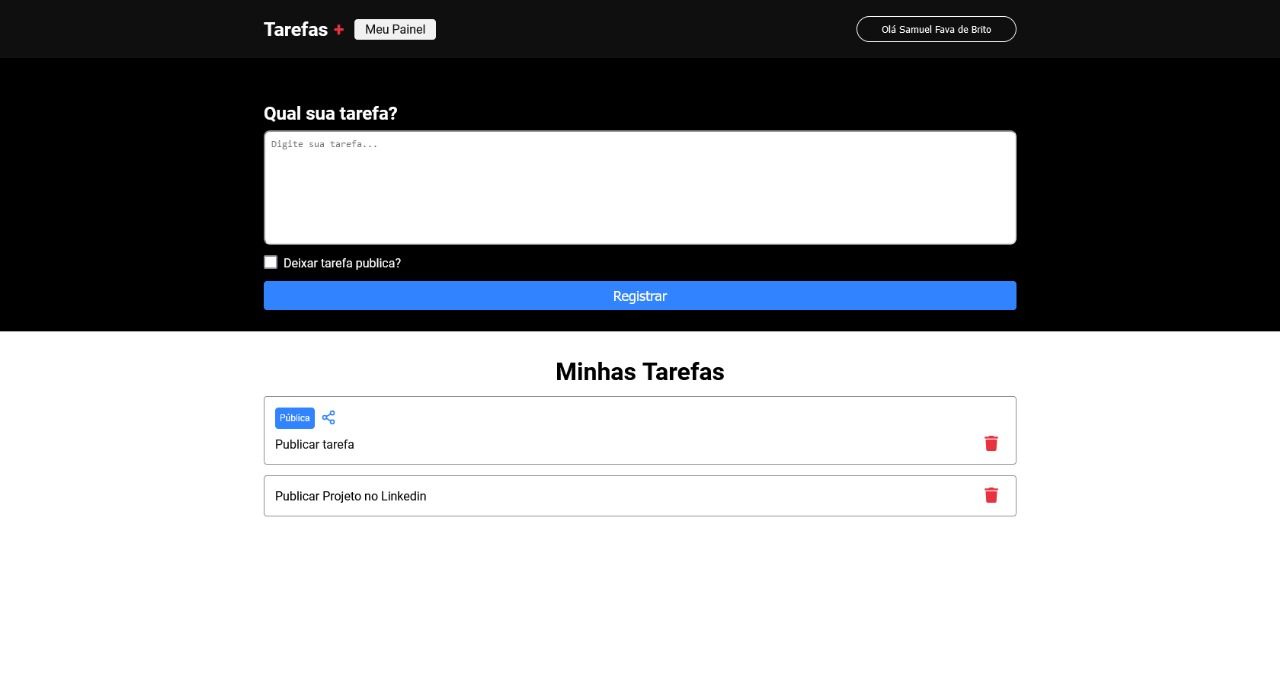 Tarefas +
Meu Painel
Olá Samuel Fava de Brito
Qual sua tarefa?
Digite sua tarefa...
Deixar tarefa publica?
Registrar
Minhas Tarefas
Pública
Publicar tarefa
Publicar Projeto no Linkedin